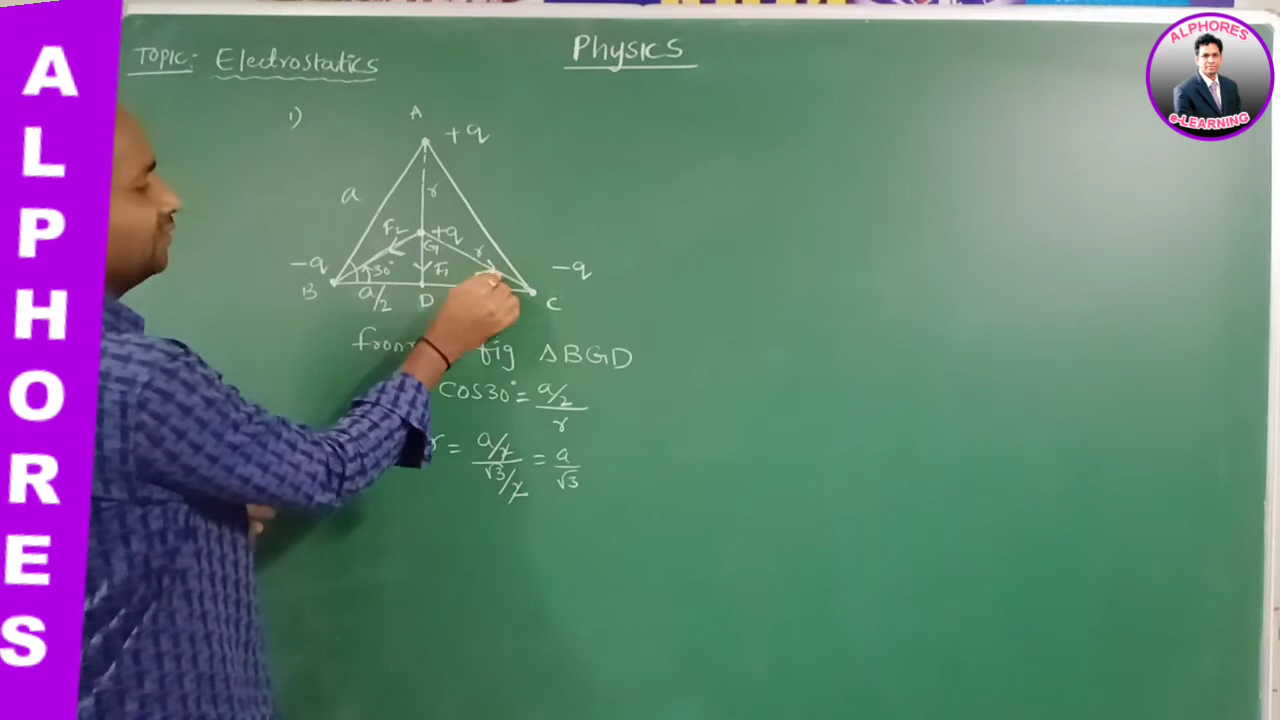 ALPHORES
TOPIC: Electrostatics
Physics
ALPHORES
e-LEARNING
1)
A
+q
a
r
F2
+q
G
r
-q
30°
F1
-q
B
a/2
D
C
fig ΔBGD
COS30° = a/2 / r
r = a/2 / √3/2 = a/√3